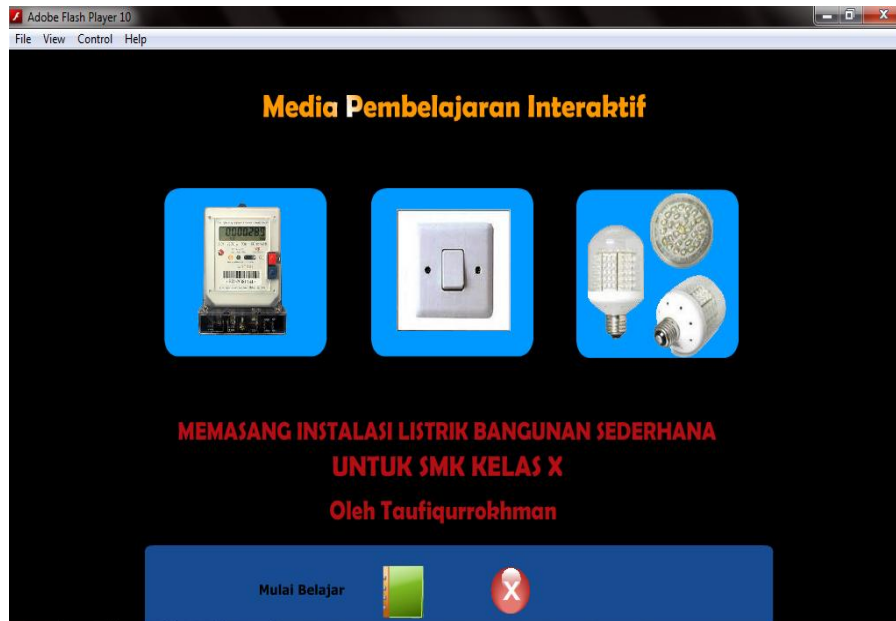 Adobe Flash Player 10
File View Control Help
Media Pembelajaran Interaktif
MEMASANG INSTALASI LISTRIK BANGUNAN SEDERHANA
UNTUK SMK KELAS X
Oleh Taufiqurrokhman
Mulai Belajar
X